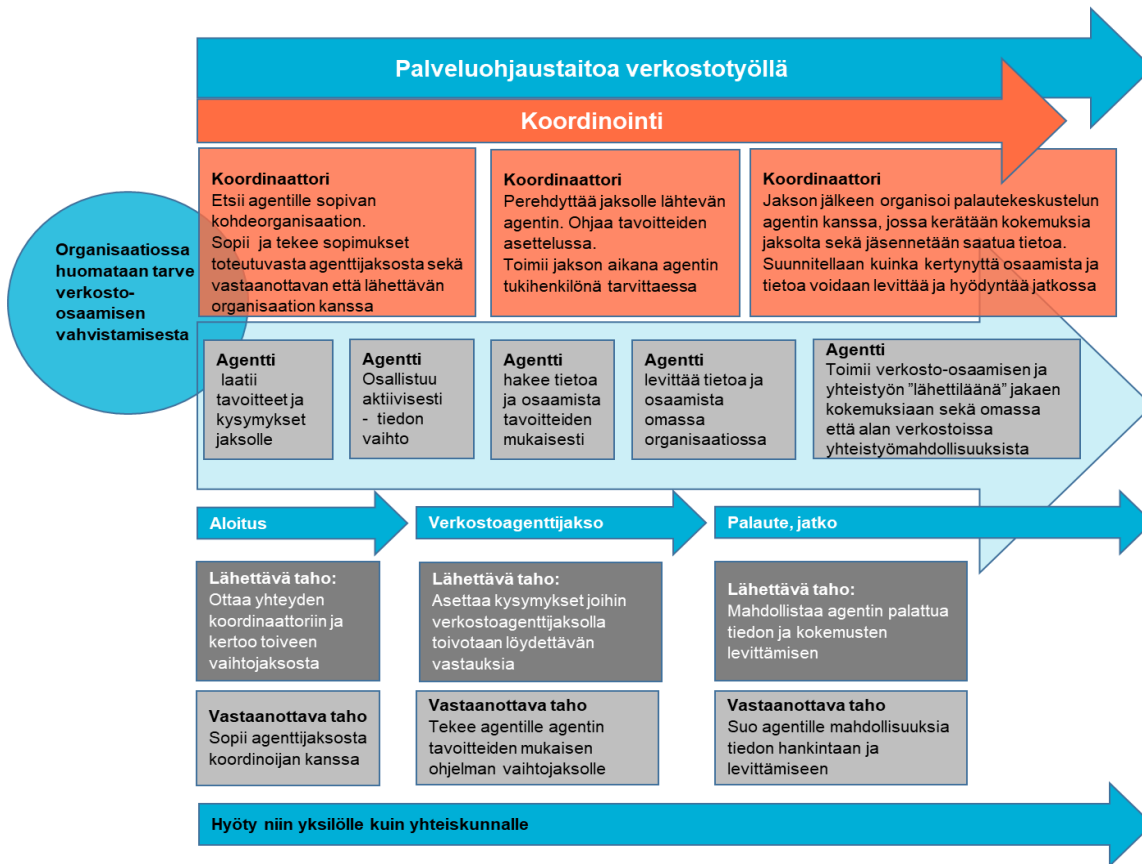 Palveluohjaustaitoa verkostotyöllä
Koordinointi
Organisaatiossa
huomataan tarve
verkosto-
osaamisen
vahvistamisesta
Koordinaattori
Etsii agentille sopivan
kohdeorganisaation.
Sopii ja tekee sopimukset
toteutuvasta agenttijaksosta sekä
vastaanottavan että lähettävän
organisaation kanssa
Koordinaattori
Perehdyttää jaksolle lähtevän
agentin. Ohjaa tavoitteiden
asettelussa.
Toimii jakson aikana agentin
tukihenkilönä tarvittaessa
Koordinaattori
Jakson jälkeen organisoi palautekeskustelun
agentin kanssa, jossa kerätään kokemuksia
jaksolta sekä jäsennetään saatua tietoa.
Suunnitellaan kuinka kertynyttä osaamista ja
tietoa voidaan levittää ja hyödyntää jatkossa
Agentti
laatii
tavoitteet ja
kysymykset
jaksolle
Agentti
Osallistuu
aktiivisesti
- tiedon
vaihto
Agentti
hakee tietoa
ja osaamista
tavoitteiden
mukaisesti
Agentti
levittää tietoa ja
osaamista
omassa
organisaatiossa
Agentti
Toimii verkosto-osaamisen ja
yhteistyön ”lähettiläänä” jakaen
kokemuksiaan sekä omassa
että alan verkostoissa
yhteistyömahdollisuuksista
Aloitus
Verkostoagenttijakso
Palaute, jatko
Lähettävä taho:
Ottaa yhteyden
koordinaattoriin ja
kertoo toiveen
vaihtojaksosta
Lähettävä taho:
Asettaa kysymykset joihin
verkostoagenttijaksolla
toivotaan löydettävän
vastauksia
Lähettävä taho:
Mahdollistaa agentin palattua
tiedon ja kokemusten
levittämisen
Vastaanottava taho
Sopii agenttijaksosta
koordinoijan kanssa
Vastaanottava taho
Tekee agentille agentin
tavoitteiden mukaisen
ohjelman vaihtojaksolle
Vastaanottava taho
Suo agentille mahdollisuuksia
tiedon hankintaan ja
levittämiseen
Hyöty niin yksilölle kuin yhteiskunnalle